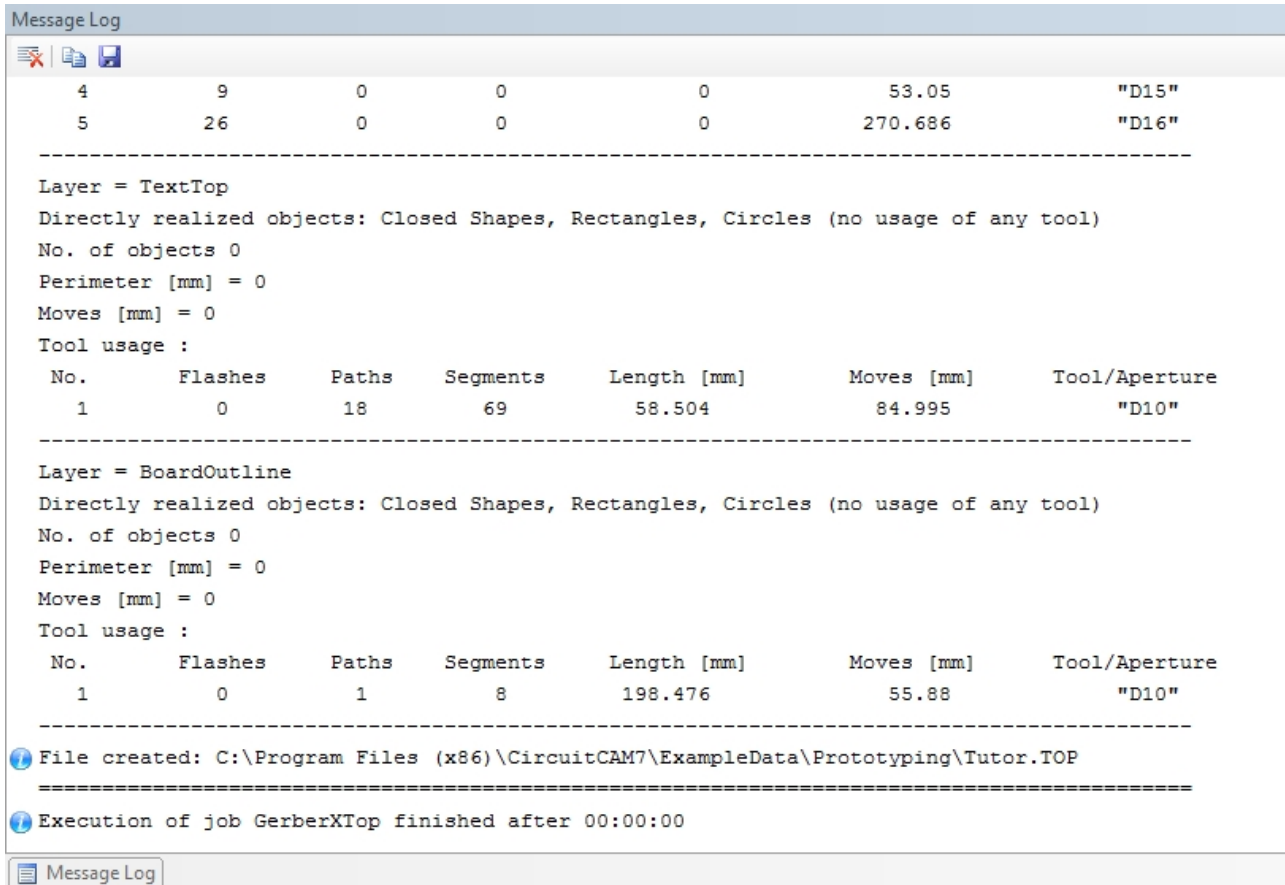 Message Log
4 9 0 0 0 53.05 "D15"
5 26 0 0 0 270.686 "D16"
------------------------------------------------------------------------------------------
Layer = TextTop
Directly realized objects: Closed Shapes, Rectangles, Circles (no usage of any tool)
No. of objects 0
Perimeter [mm] = 0
Moves [mm] = 0
Tool usage :
No. Flashes Paths Segments Length [mm] Moves [mm] Tool/Aperture
1 0 18 69 58.504 84.995 "D10"
------------------------------------------------------------------------------------------
Layer = BoardOutline
Directly realized objects: Closed Shapes, Rectangles, Circles (no usage of any tool)
No. of objects 0
Perimeter [mm] = 0
Moves [mm] = 0
Tool usage :
No. Flashes Paths Segments Length [mm] Moves [mm] Tool/Aperture
1 0 1 8 198.476 55.88 "D10"
------------------------------------------------------------------------------------------
File created: C:\Program Files (x86)\CircuitCAM7\ExampleData\Prototyping\Tutor.TOP
==========================================================================================
Execution of job GerberXTop finished after 00:00:00
Message Log